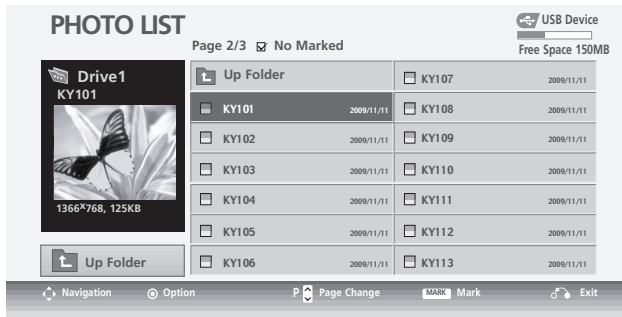 PHOTO LIST
USB Device
Page 2/3 No Marked
Free Space 150MB
Drive1
KY101
1366x768, 125KB
Up Folder
Up Folder
KY101 2009/11/11
KY102 2009/11/11
KY103 2009/11/11
KY104 2009/11/11
KY105 2009/11/11
KY106 2009/11/11
KY107 2009/11/11
KY108 2009/11/11
KY109 2009/11/11
KY110 2009/11/11
KY111 2009/11/11
KY112 2009/11/11
KY113 2009/11/11
Navigation Option P Page Change MARK Mark Exit